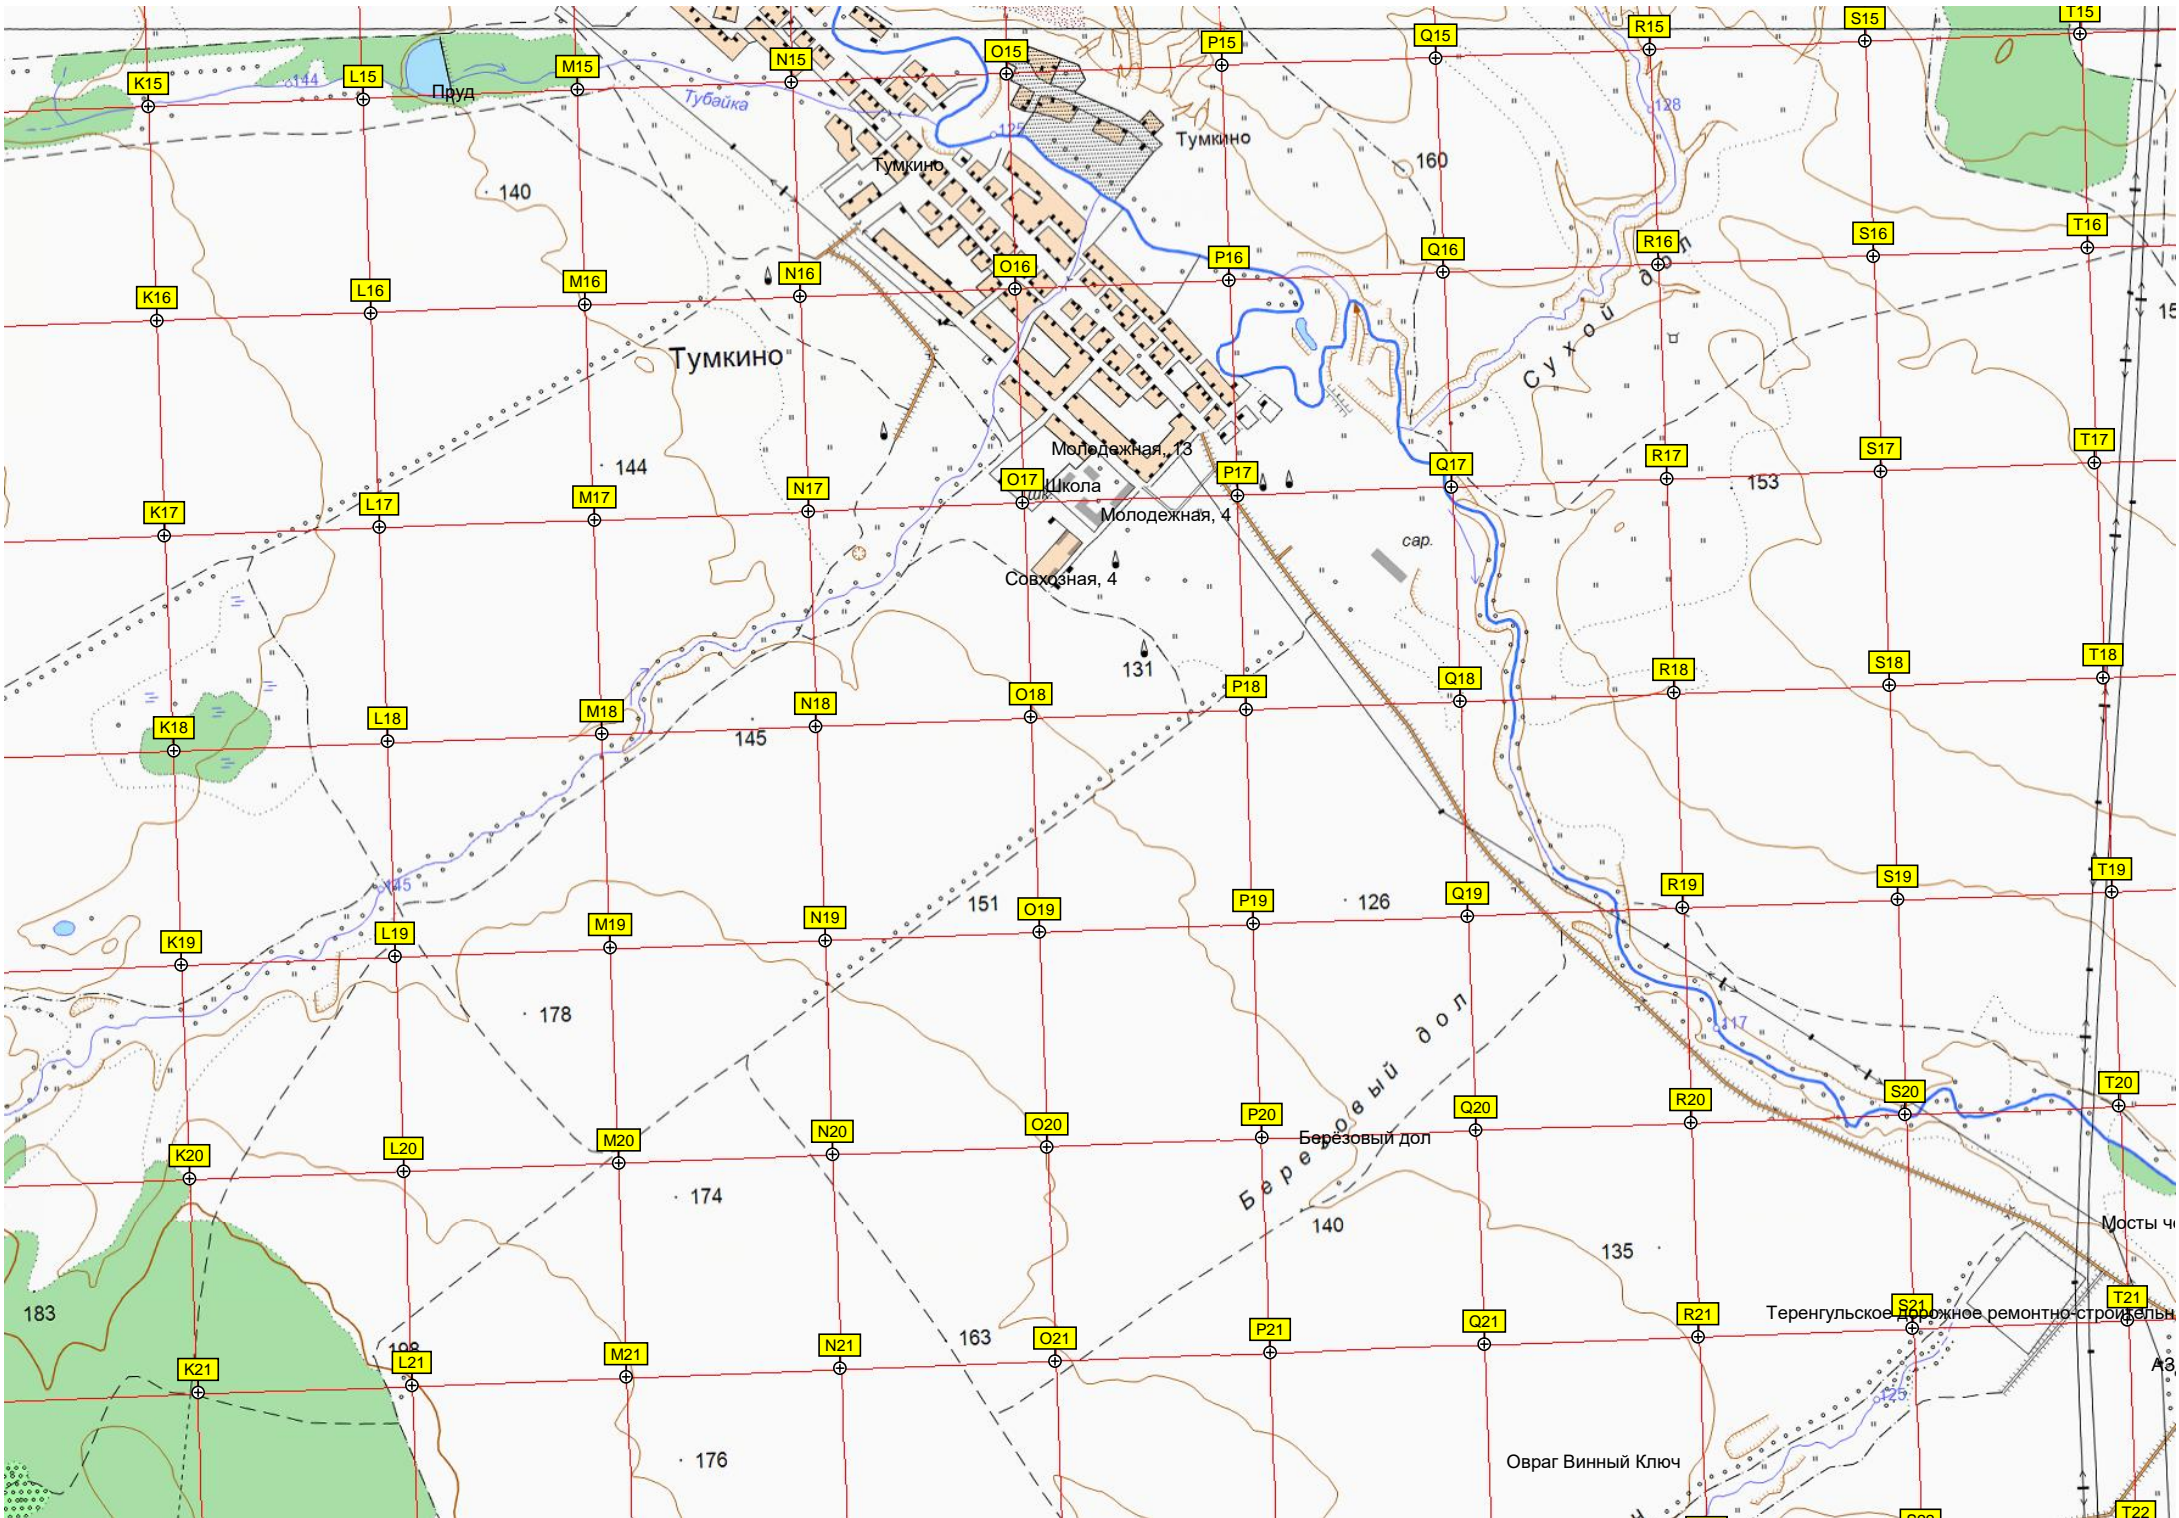 K15
L15
M15
N15
O15
P15
Q15
R15
S15
T15
144
Пруд
Тубайка
125
Тумкино
Тумкино
160
128
140
K16
L16
M16
N16
O16
P16
Q16
R16
S16
T16
Сухой дол
Тумкино
144
Молодежная, 13
Школа
Молодежная, 4
Совхозная, 4
сар.
153
K17
L17
M17
N17
O17
P17
Q17
R17
S17
T17
131
K18
L18
M18
N18
O18
P18
Q18
R18
S18
T18
145
145
151
126
K19
L19
M19
N19
O19
P19
Q19
R19
S19
T19
178
117
Берёзовый дол
K20
L20
M20
N20
O20
P20
Q20
R20
S20
T20
Берёзовый дол
174
140
135
Мосты
183
163
198
Теренгульское дорожное ремонтно-строительн
K21
L21
M21
N21
O21
P21
Q21
R21
S21
T21
125
176
Овраг Винный Ключ
T22